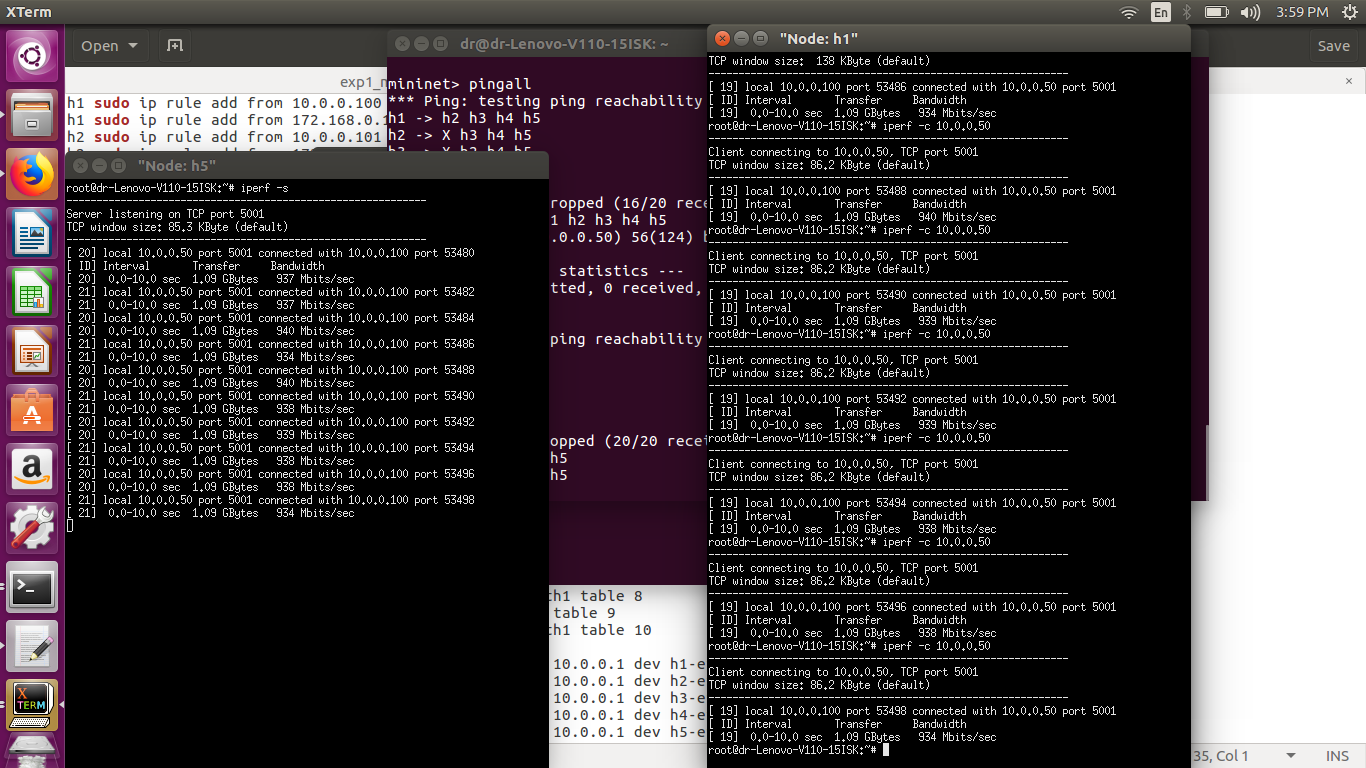 XTerm
En
3:59 PM
Open
Save
exp1_m
h1 sudo ip rule add from 10.0.0.100
h1 sudo ip rule add from 172.168.0.1
h2 sudo ip rule add from 10.0.0.101
dr@dr-Lenovo-V110-15ISK: ~
mininet> pingall
*** Ping: testing ping reachability
h1 -> h2 h3 h4 h5
h2 -> X h3 h4 h5
h3 -> X h2 h4 h5
ropped (16/20 rece
1 h2 h3 h4 h5
.0.0.50) 56(124) b
statistics ---
tted, 0 received,
ping reachability
opped (20/20 recei
h5
h5
th1 table 8
table 9
th1 table 10
10.0.0.1 dev h1-e
10.0.0.1 dev h2-e
10.0.0.1 dev h3-e
10.0.0.1 dev h4-e
10.0.0.1 dev h5-e
35, Col 1
INS
"Node: h5"
root@dr-Lenovo-V110-15ISK:~# iperf -s
------------------------------------------------------------
Server listening on TCP port 5001
TCP window size: 85.3 KByte (default)
------------------------------------------------------------
[ 20] local 10.0.0.50 port 5001 connected with 10.0.0.100 port 53480
[ ID] Interval       Transfer     Bandwidth
[ 20]  0.0-10.0 sec  1.09 GBytes   937 Mbits/sec
[ 21] local 10.0.0.50 port 5001 connected with 10.0.0.100 port 53482
[ 21]  0.0-10.0 sec  1.09 GBytes   937 Mbits/sec
[ 20] local 10.0.0.50 port 5001 connected with 10.0.0.100 port 53484
[ 20]  0.0-10.0 sec  1.09 GBytes   940 Mbits/sec
[ 21] local 10.0.0.50 port 5001 connected with 10.0.0.100 port 53486
[ 21]  0.0-10.0 sec  1.09 GBytes   934 Mbits/sec
[ 20] local 10.0.0.50 port 5001 connected with 10.0.0.100 port 53488
[ 20]  0.0-10.0 sec  1.09 GBytes   940 Mbits/sec
[ 21] local 10.0.0.50 port 5001 connected with 10.0.0.100 port 53490
[ 21]  0.0-10.0 sec  1.09 GBytes   938 Mbits/sec
[ 20] local 10.0.0.50 port 5001 connected with 10.0.0.100 port 53492
[ 20]  0.0-10.0 sec  1.09 GBytes   939 Mbits/sec
[ 21] local 10.0.0.50 port 5001 connected with 10.0.0.100 port 53494
[ 21]  0.0-10.0 sec  1.09 GBytes   938 Mbits/sec
[ 20] local 10.0.0.50 port 5001 connected with 10.0.0.100 port 53496
[ 20]  0.0-10.0 sec  1.09 GBytes   938 Mbits/sec
[ 21] local 10.0.0.50 port 5001 connected with 10.0.0.100 port 53498
[ 21]  0.0-10.0 sec  1.09 GBytes   934 Mbits/sec
"Node: h1"
TCP window size:  138 KByte (default)
------------------------------------------------------------
[ 19] local 10.0.0.100 port 53486 connected with 10.0.0.50 port 5001
[ ID] Interval       Transfer     Bandwidth
[ 19]  0.0-10.0 sec  1.09 GBytes   934 Mbits/sec
root@dr-Lenovo-V110-15ISK:~# iperf -c 10.0.0.50
------------------------------------------------------------
Client connecting to 10.0.0.50, TCP port 5001
TCP window size: 86.2 KByte (default)
------------------------------------------------------------
[ 19] local 10.0.0.100 port 53488 connected with 10.0.0.50 port 5001
[ ID] Interval       Transfer     Bandwidth
[ 19]  0.0-10.0 sec  1.09 GBytes   940 Mbits/sec
root@dr-Lenovo-V110-15ISK:~# iperf -c 10.0.0.50
------------------------------------------------------------
Client connecting to 10.0.0.50, TCP port 5001
TCP window size: 86.2 KByte (default)
------------------------------------------------------------
[ 19] local 10.0.0.100 port 53490 connected with 10.0.0.50 port 5001
[ ID] Interval       Transfer     Bandwidth
[ 19]  0.0-10.0 sec  1.09 GBytes   939 Mbits/sec
root@dr-Lenovo-V110-15ISK:~# iperf -c 10.0.0.50
------------------------------------------------------------
Client connecting to 10.0.0.50, TCP port 5001
TCP window size: 86.2 KByte (default)
------------------------------------------------------------
[ 19] local 10.0.0.100 port 53492 connected with 10.0.0.50 port 5001
[ ID] Interval       Transfer     Bandwidth
[ 19]  0.0-10.0 sec  1.09 GBytes   939 Mbits/sec
root@dr-Lenovo-V110-15ISK:~# iperf -c 10.0.0.50
------------------------------------------------------------
Client connecting to 10.0.0.50, TCP port 5001
TCP window size: 86.2 KByte (default)
------------------------------------------------------------
[ 19] local 10.0.0.100 port 53494 connected with 10.0.0.50 port 5001
[ ID] Interval       Transfer     Bandwidth
[ 19]  0.0-10.0 sec  1.09 GBytes   938 Mbits/sec
root@dr-Lenovo-V110-15ISK:~# iperf -c 10.0.0.50
------------------------------------------------------------
Client connecting to 10.0.0.50, TCP port 5001
TCP window size: 86.2 KByte (default)
------------------------------------------------------------
[ 19] local 10.0.0.100 port 53496 connected with 10.0.0.50 port 5001
[ ID] Interval       Transfer     Bandwidth
[ 19]  0.0-10.0 sec  1.09 GBytes   938 Mbits/sec
root@dr-Lenovo-V110-15ISK:~# iperf -c 10.0.0.50
------------------------------------------------------------
Client connecting to 10.0.0.50, TCP port 5001
TCP window size: 86.2 KByte (default)
------------------------------------------------------------
[ 19] local 10.0.0.100 port 53498 connected with 10.0.0.50 port 5001
[ ID] Interval       Transfer     Bandwidth
[ 19]  0.0-10.0 sec  1.09 GBytes   934 Mbits/sec
root@dr-Lenovo-V110-15ISK:~#
X TERM